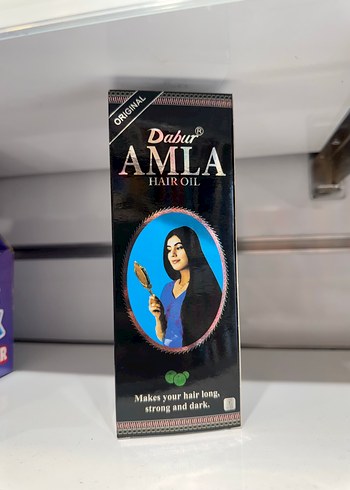 ORIGINAL
Dabur®
AMLA
HAIR OIL
Makes your hair long,
strong and dark.